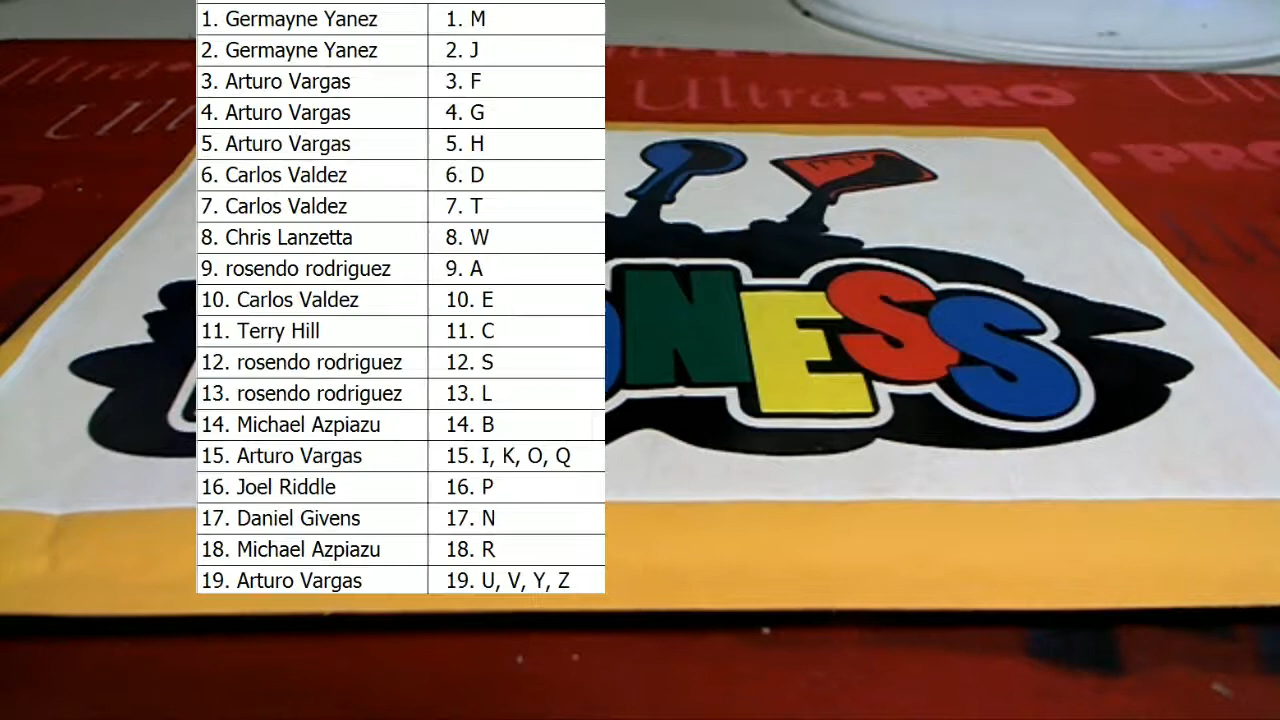 1. Germayne Yanez 1. M
2. Germayne Yanez 2. J
3. Arturo Vargas 3. F
4. Arturo Vargas 4. G
5. Arturo Vargas 5. H
6. Carlos Valdez 6. D
7. Carlos Valdez 7. T
8. Chris Lanzetta 8. W
9. rosendo rodriguez 9. A
10. Carlos Valdez 10. E
11. Terry Hill 11. C
12. rosendo rodriguez 12. S
13. rosendo rodriguez 13. L
14. Michael Azpiazu 14. B
15. Arturo Vargas 15. I, K, O, Q
16. Joel Riddle 16. P
17. Daniel Givens 17. N
18. Michael Azpiazu 18. R
19. Arturo Vargas 19. U, V, Y, Z
Ultra•PRO
•PRO
NESS